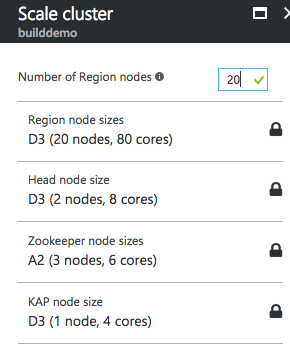 Scale cluster
builddemo
Number of Region nodes
20
Region node sizes
D3 (20 nodes, 80 cores)
Head node size
D3 (2 nodes, 8 cores)
Zookeeper node sizes
A2 (3 nodes, 6 cores)
KAP node size
D3 (1 node, 4 cores)